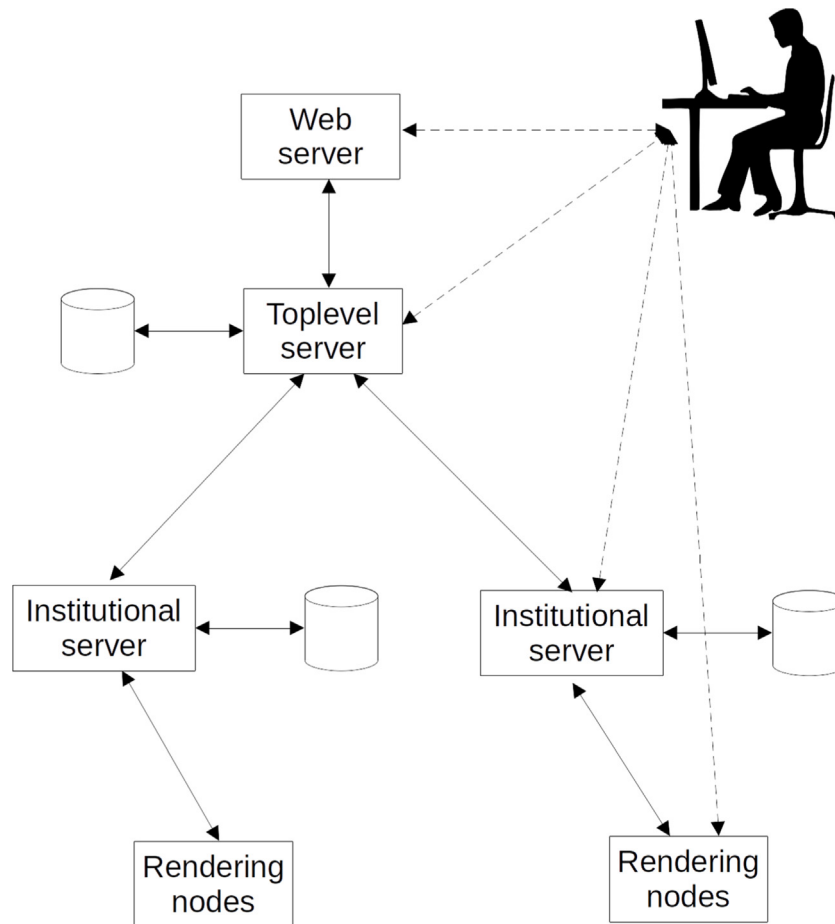 Web
server
Toplevel
server
Institutional
server
Institutional
server
Rendering
nodes
Rendering
nodes